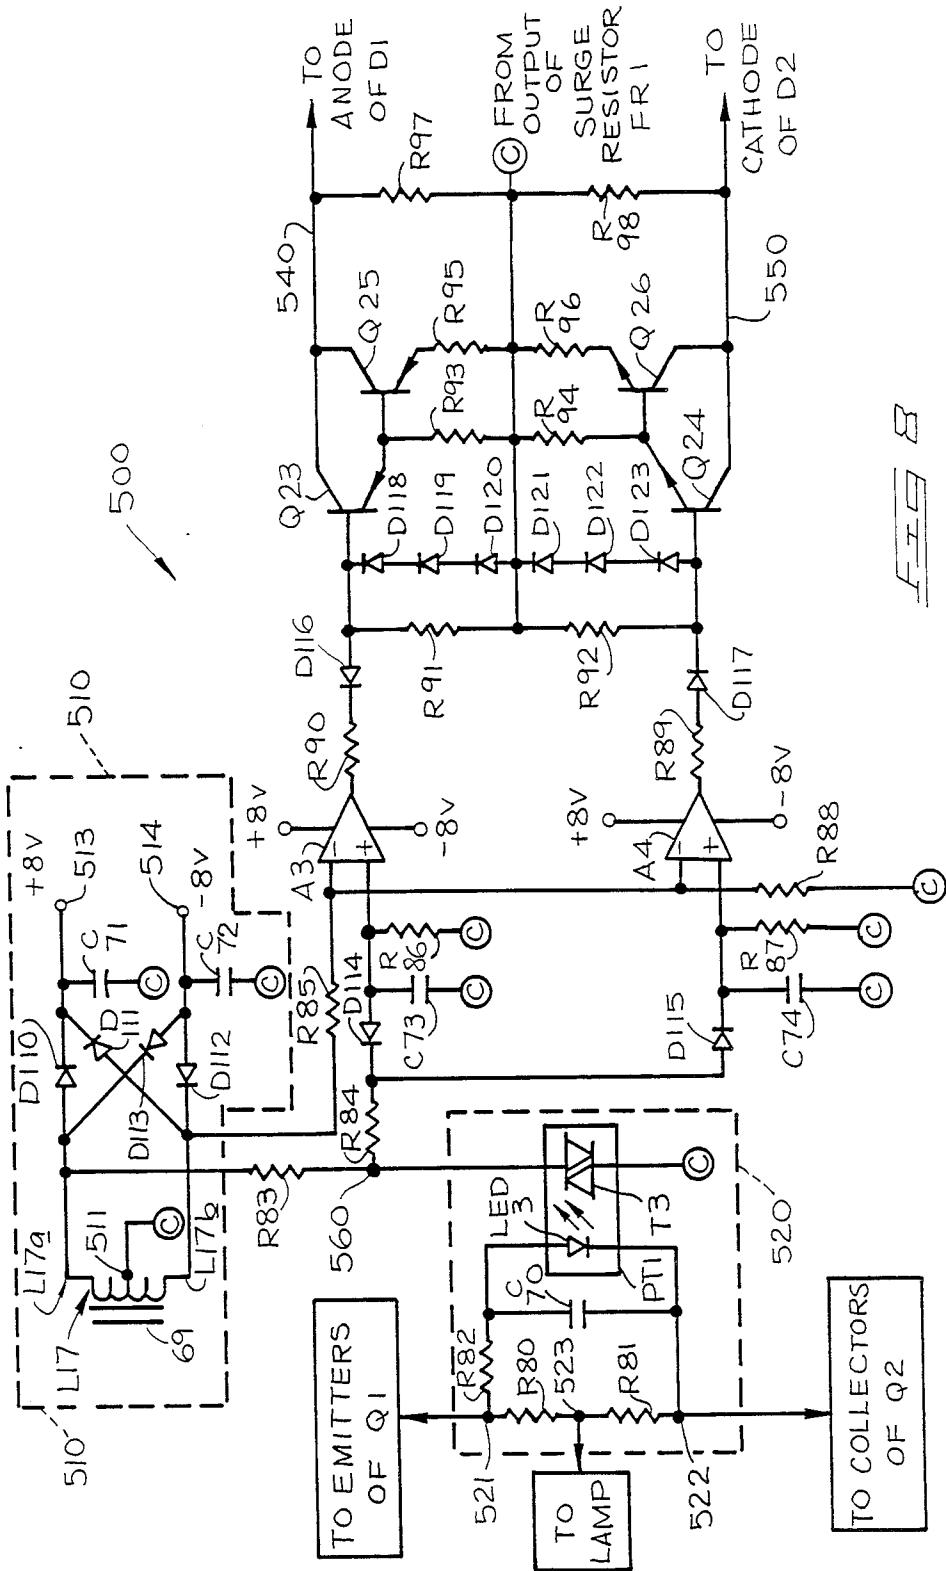 500
510
+8V
513
514
-8V
C
71
C
72
C
C
D110
D
111
D113
D112
L17a
L17
511
C
L17b
69
510
R83
R85
R84
560
D114
C73
C
R
86
C
A3
-
+
+8V
-8V
R90
D116
R91
R92
Q23
D118
D119
D120
D121
D122
D123
Q24
540
Q25
R93
R95
R
94
R
96
Q26
550
R97
R
98
TO
ANODE
OF D1
C FROM
OUTPUT
OF
SURGE
RESISTOR
FR1
TO
CATHODE
OF D2
D115
C74
C
R
87
C
R88
C
A4
-
+
+8V
-8V
R89
D117
TO EMITTERS
OF Q1
521
R82
R80
523
R81
522
C
70
LED
3
PT1
T3
C
520
TO
LAMP
TO COLLECTORS
OF Q2
FIG 8